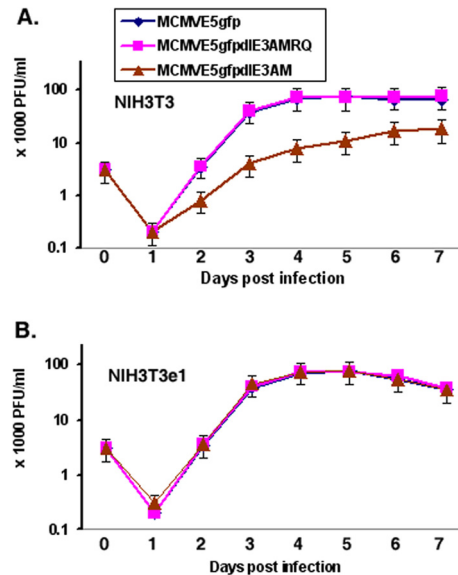 A.
MCMVE5gfp
MCMVE5gfpdlE3AMRQ
MCMVE5gfpdlE3AM
NIH3T3
x 1000 PFU/ml
100
10
1
0.1
0 1 2 3 4 5 6 7
Days post infection
B.
NIH3T3e1
x 1000 PFU/ml
100
10
1
0.1
0 1 2 3 4 5 6 7
Days post infection